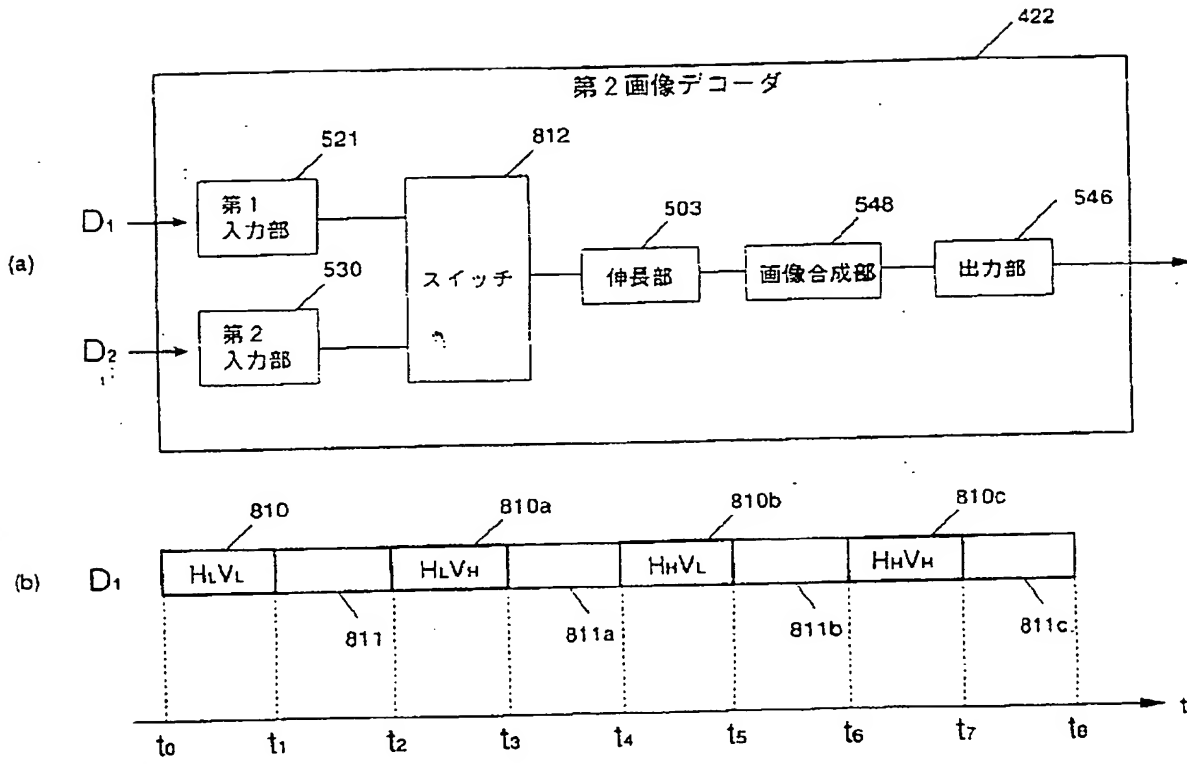 422
第2画像デコーダ
521
812
第1
入力部
D1
503
548
546
(a)
530
スイッチ
伸長部
画像合成部
出力部
第2
入力部
D2
810
810a
810b
810c
(b)
D1
HLVL
HLVH
HHVL
HHVH
811
811a
811b
811c
t
t0
t1
t2
t3
t4
t5
t6
t7
t8